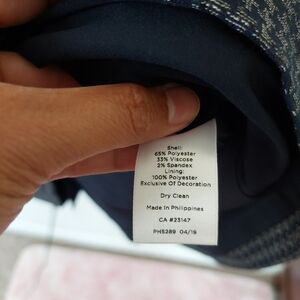 Shell:
65% Polyester
33% Viscose
2% Spandex
Lining:
100% Polyester
Exclusive Of Decoration
Dry Clean
Made In Philippines
CA #23147
PH5289 04/19